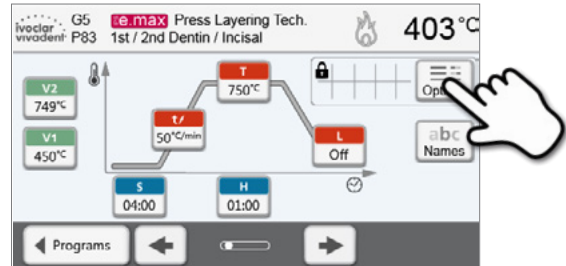 ivoclar vivadent G5 P83 IPS e.max Press Layering Tech.
1st / 2nd Dentin / Incisal
403°C
V2
749°C
V1
450°C
T
750°C
t↗
50°C/min
L
Off
S
04:00
H
01:00
abc
Names
Programs